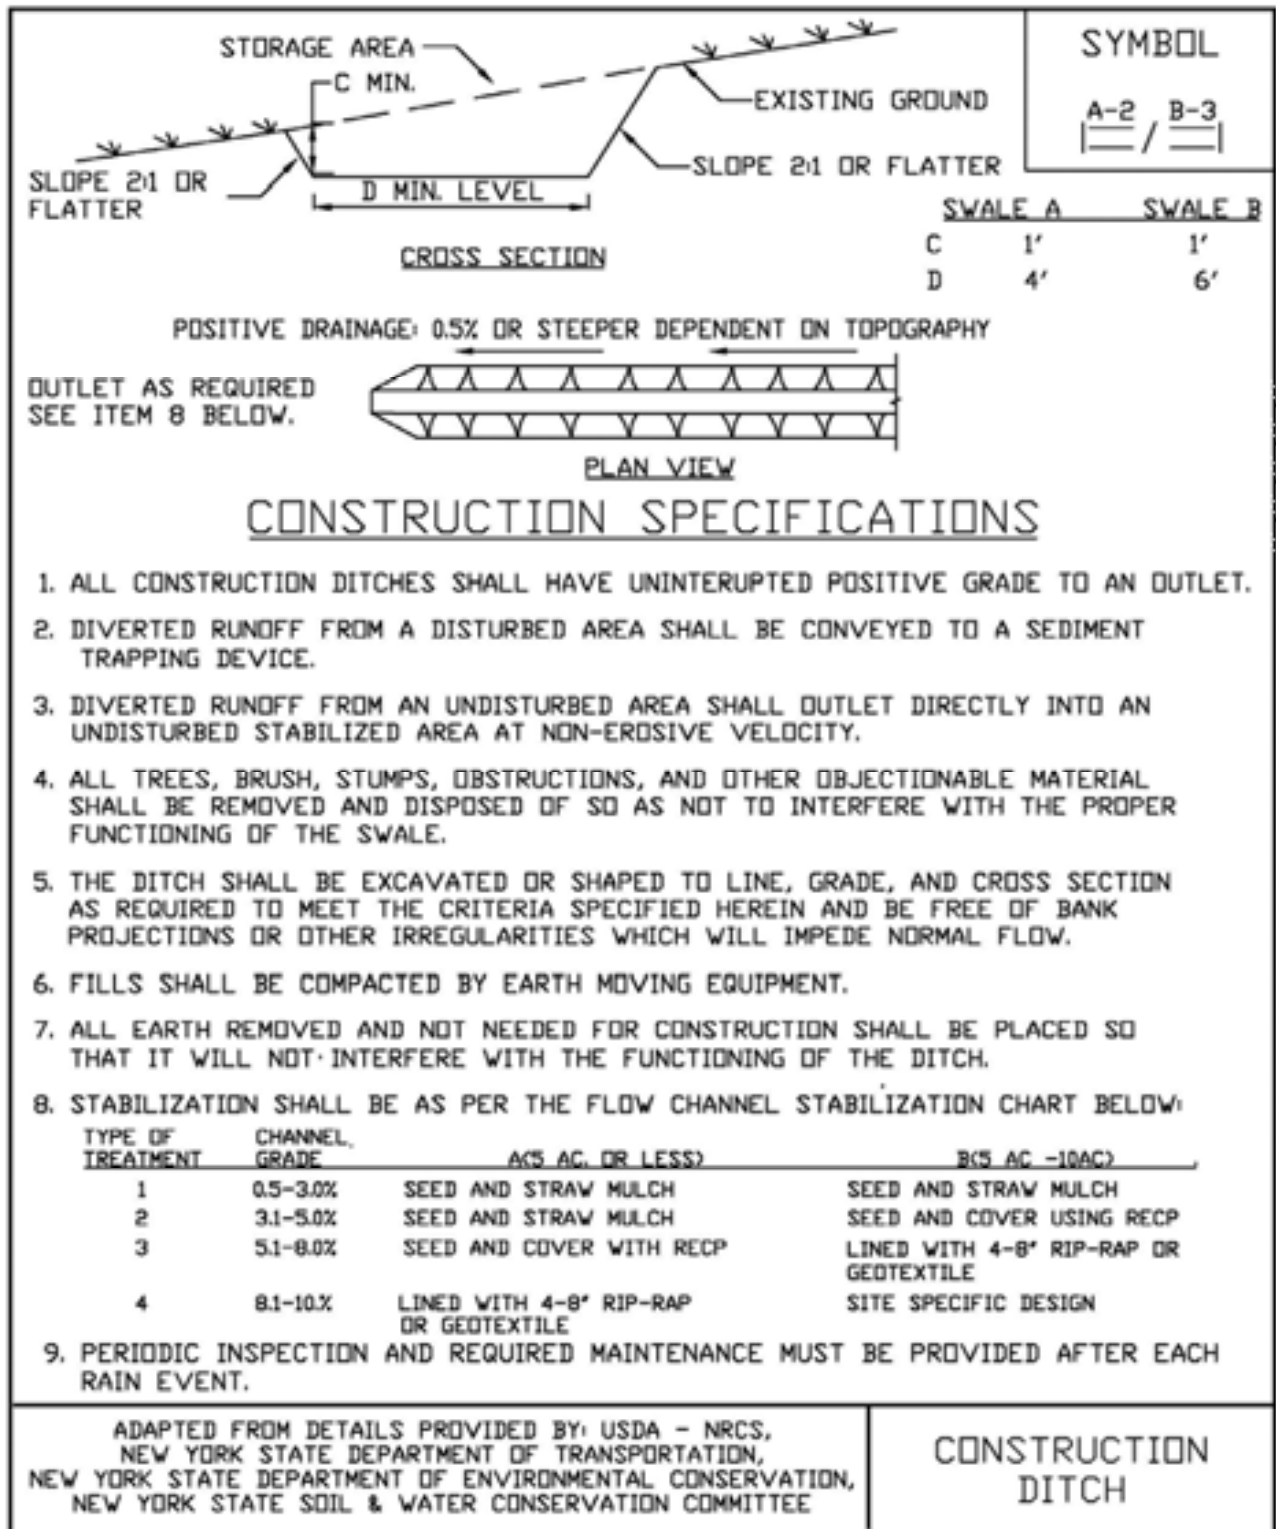 STORAGE AREA
C MIN.
EXISTING GROUND
SLOPE 2:1 OR
FLATTER
D MIN. LEVEL
SLOPE 2:1 OR FLATTER
CROSS SECTION
SYMBOL
A-2 / B-3
SWALE A SWALE B
C 1' 1'
D 4' 6'
POSITIVE DRAINAGE: 0.5% OR STEEPER DEPENDENT ON TOPOGRAPHY
OUTLET AS REQUIRED
SEE ITEM 8 BELOW.
PLAN VIEW
CONSTRUCTION SPECIFICATIONS
1. ALL CONSTRUCTION DITCHES SHALL HAVE UNINTERUPTED POSITIVE GRADE TO AN OUTLET.
2. DIVERTED RUNOFF FROM A DISTURBED AREA SHALL BE CONVEYED TO A SEDIMENT
TRAPPING DEVICE.
3. DIVERTED RUNOFF FROM AN UNDISTURBED AREA SHALL OUTLET DIRECTLY INTO AN
UNDISTURBED STABILIZED AREA AT NON-EROSIVE VELOCITY.
4. ALL TREES, BRUSH, STUMPS, OBSTRUCTIONS, AND OTHER OBJECTIONABLE MATERIAL
SHALL BE REMOVED AND DISPOSED OF SO AS NOT TO INTERFERE WITH THE PROPER
FUNCTIONING OF THE SWALE.
5. THE DITCH SHALL BE EXCAVATED OR SHAPED TO LINE, GRADE, AND CROSS SECTION
AS REQUIRED TO MEET THE CRITERIA SPECIFIED HEREIN AND BE FREE OF BANK
PROJECTIONS OR OTHER IRREGULARITIES WHICH WILL IMPEDE NORMAL FLOW.
6. FILLS SHALL BE COMPACTED BY EARTH MOVING EQUIPMENT.
7. ALL EARTH REMOVED AND NOT NEEDED FOR CONSTRUCTION SHALL BE PLACED SO
THAT IT WILL NOT INTERFERE WITH THE FUNCTIONING OF THE DITCH.
8. STABILIZATION SHALL BE AS PER THE FLOW CHANNEL STABILIZATION CHART BELOW:
TYPE OF CHANNEL
TREATMENT GRADE A(5 AC. OR LESS) B(5 AC -10AC)
1 0.5-3.0% SEED AND STRAW MULCH SEED AND STRAW MULCH
2 3.1-5.0% SEED AND STRAW MULCH SEED AND COVER USING RECP
3 5.1-8.0% SEED AND COVER WITH RECP LINED WITH 4-8" RIP-RAP OR
GEOTEXTILE
4 8.1-10.% LINED WITH 4-8" RIP-RAP SITE SPECIFIC DESIGN
OR GEOTEXTILE
9. PERIODIC INSPECTION AND REQUIRED MAINTENANCE MUST BE PROVIDED AFTER EACH
RAIN EVENT.
ADAPTED FROM DETAILS PROVIDED BY: USDA - NRCS,
NEW YORK STATE DEPARTMENT OF TRANSPORTATION,
NEW YORK STATE DEPARTMENT OF ENVIRONMENTAL CONSERVATION,
NEW YORK STATE SOIL & WATER CONSERVATION COMMITTEE
CONSTRUCTION
DITCH